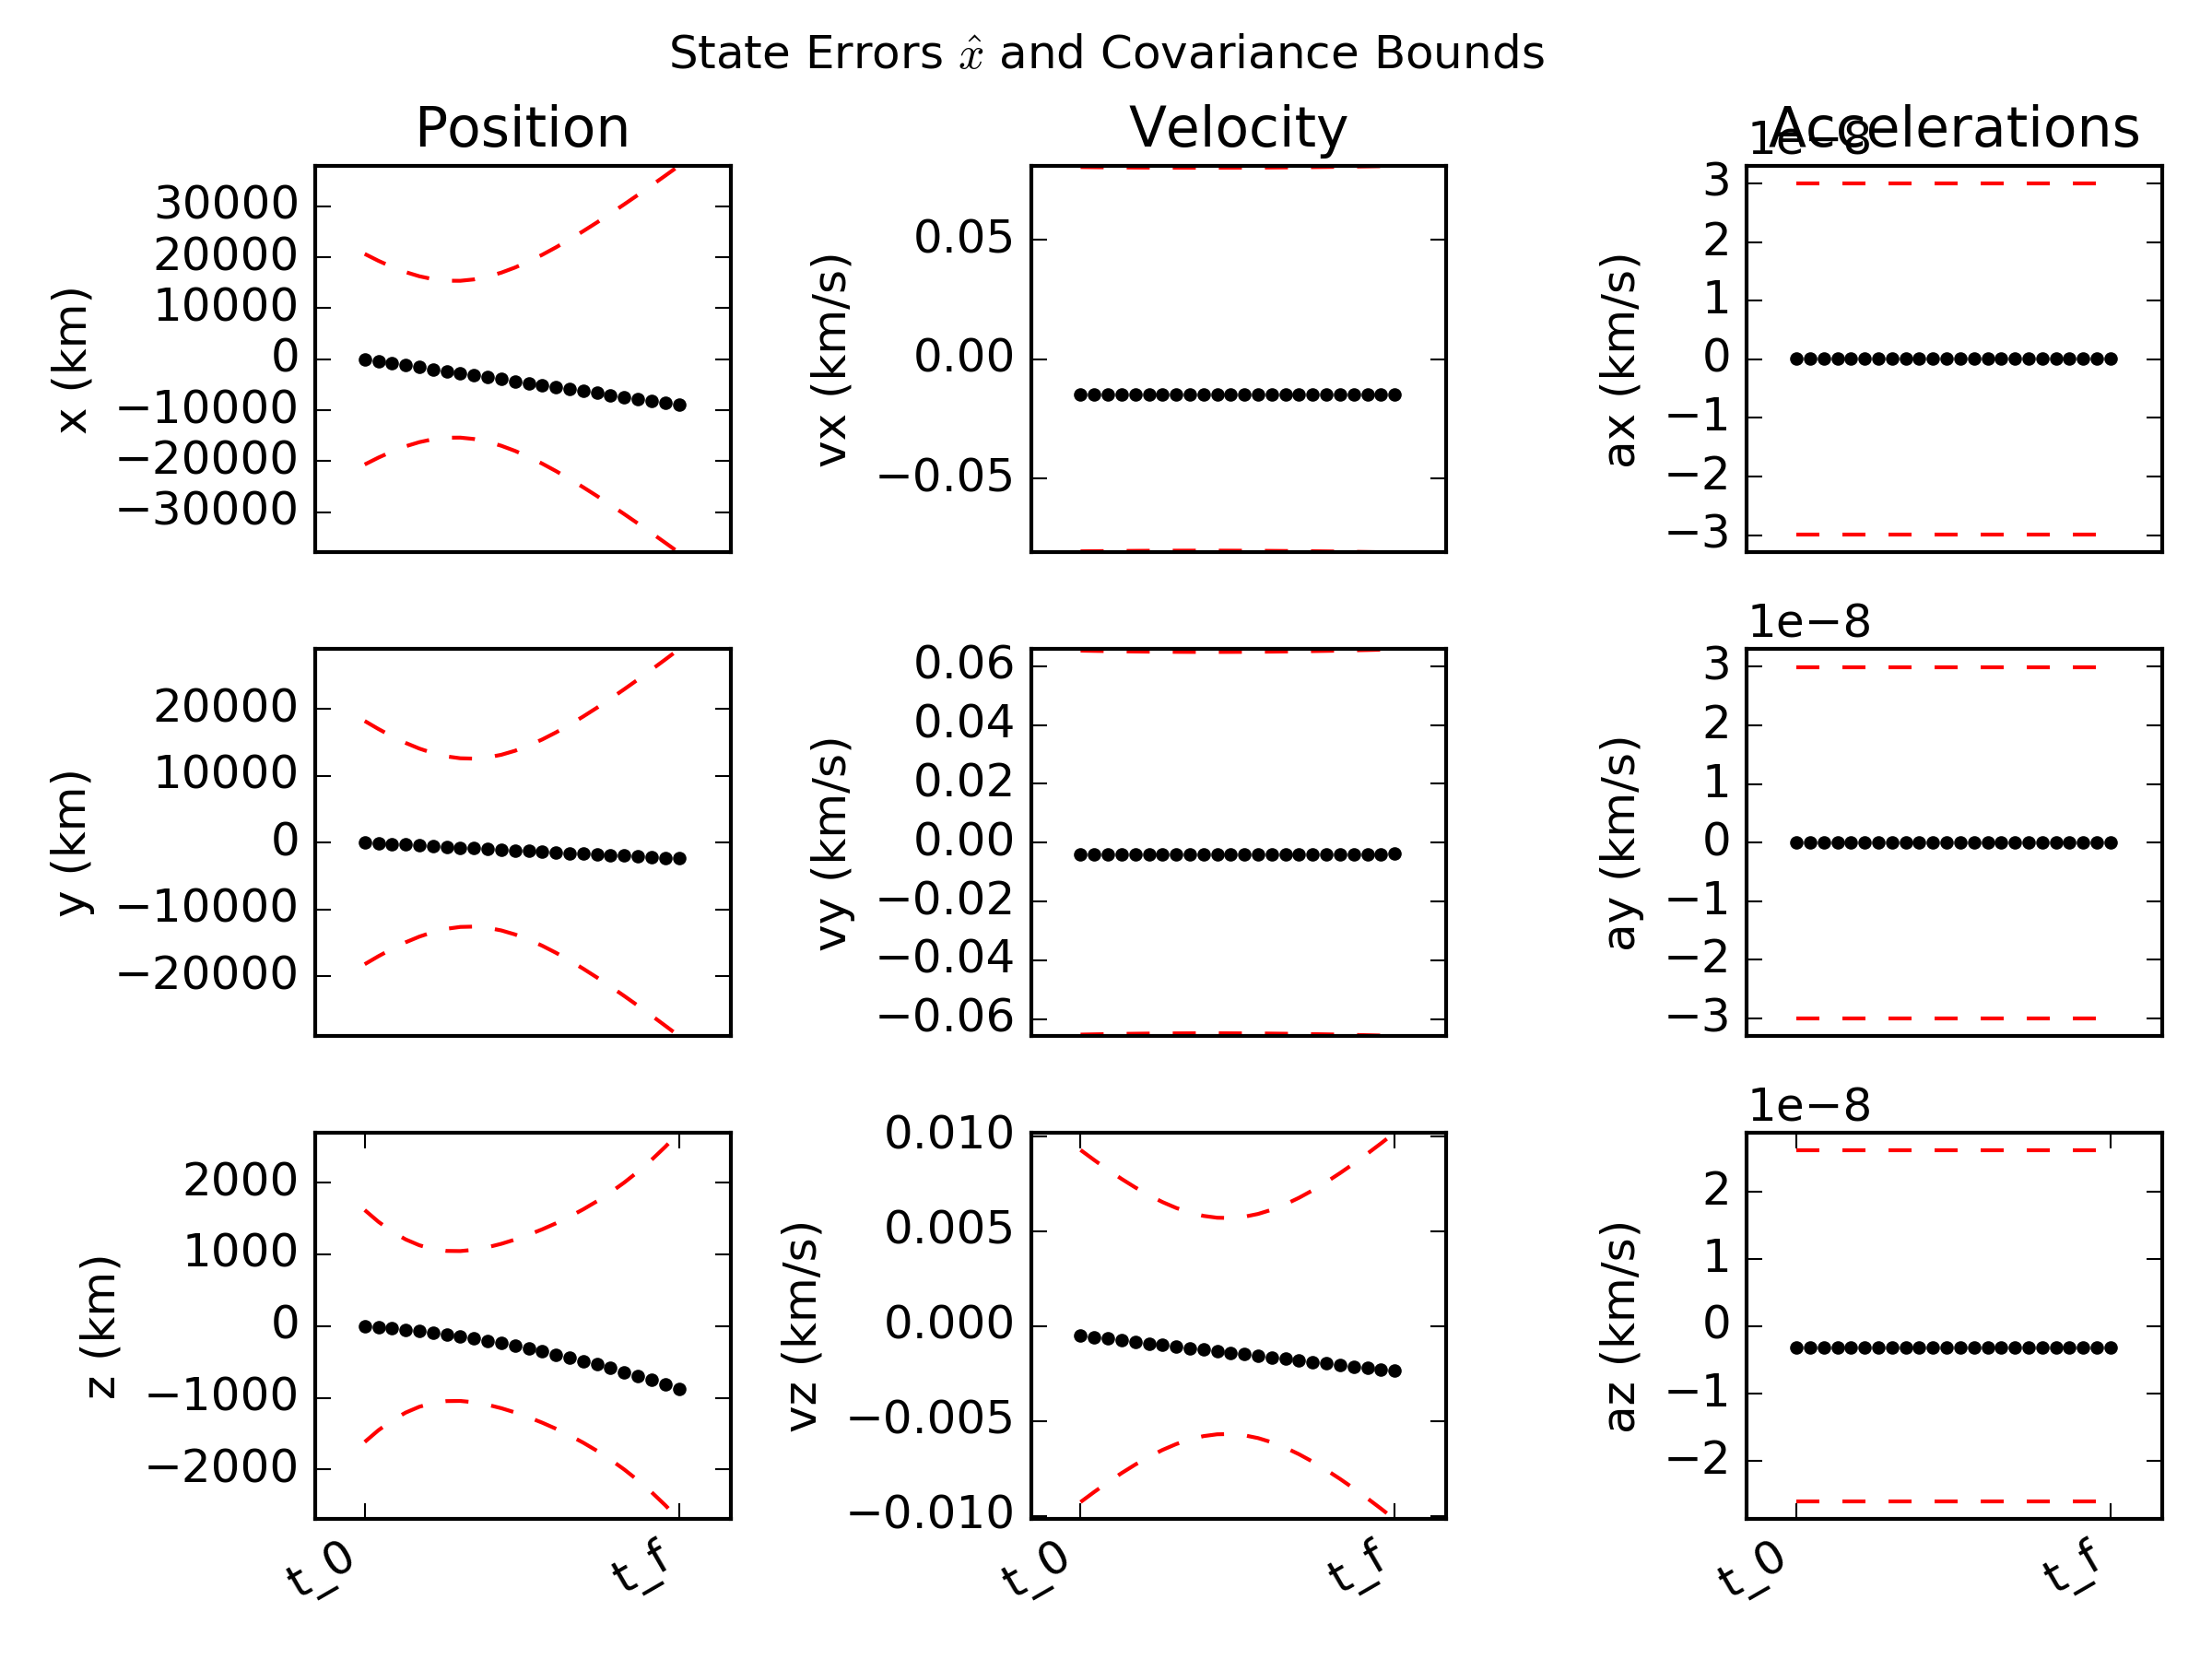 State Errors x̂ and Covariance Bounds
Position
Velocity
Accelerations
x (km)
30000
20000
10000
0
−10000
−20000
−30000
vx (km/s)
0.05
0.00
−0.05
1e−8
ax (km/s)
3
2
1
0
−1
−2
−3
y (km)
20000
10000
0
−10000
−20000
vy (km/s)
0.06
0.04
0.02
0.00
−0.02
−0.04
−0.06
1e−8
ay (km/s)
3
2
1
0
−1
−2
−3
z (km)
2000
1000
0
−1000
−2000
t_0
t_f
vz (km/s)
0.010
0.005
0.000
−0.005
−0.010
t_0
t_f
1e−8
az (km/s)
2
1
0
−1
−2
t_0
t_f